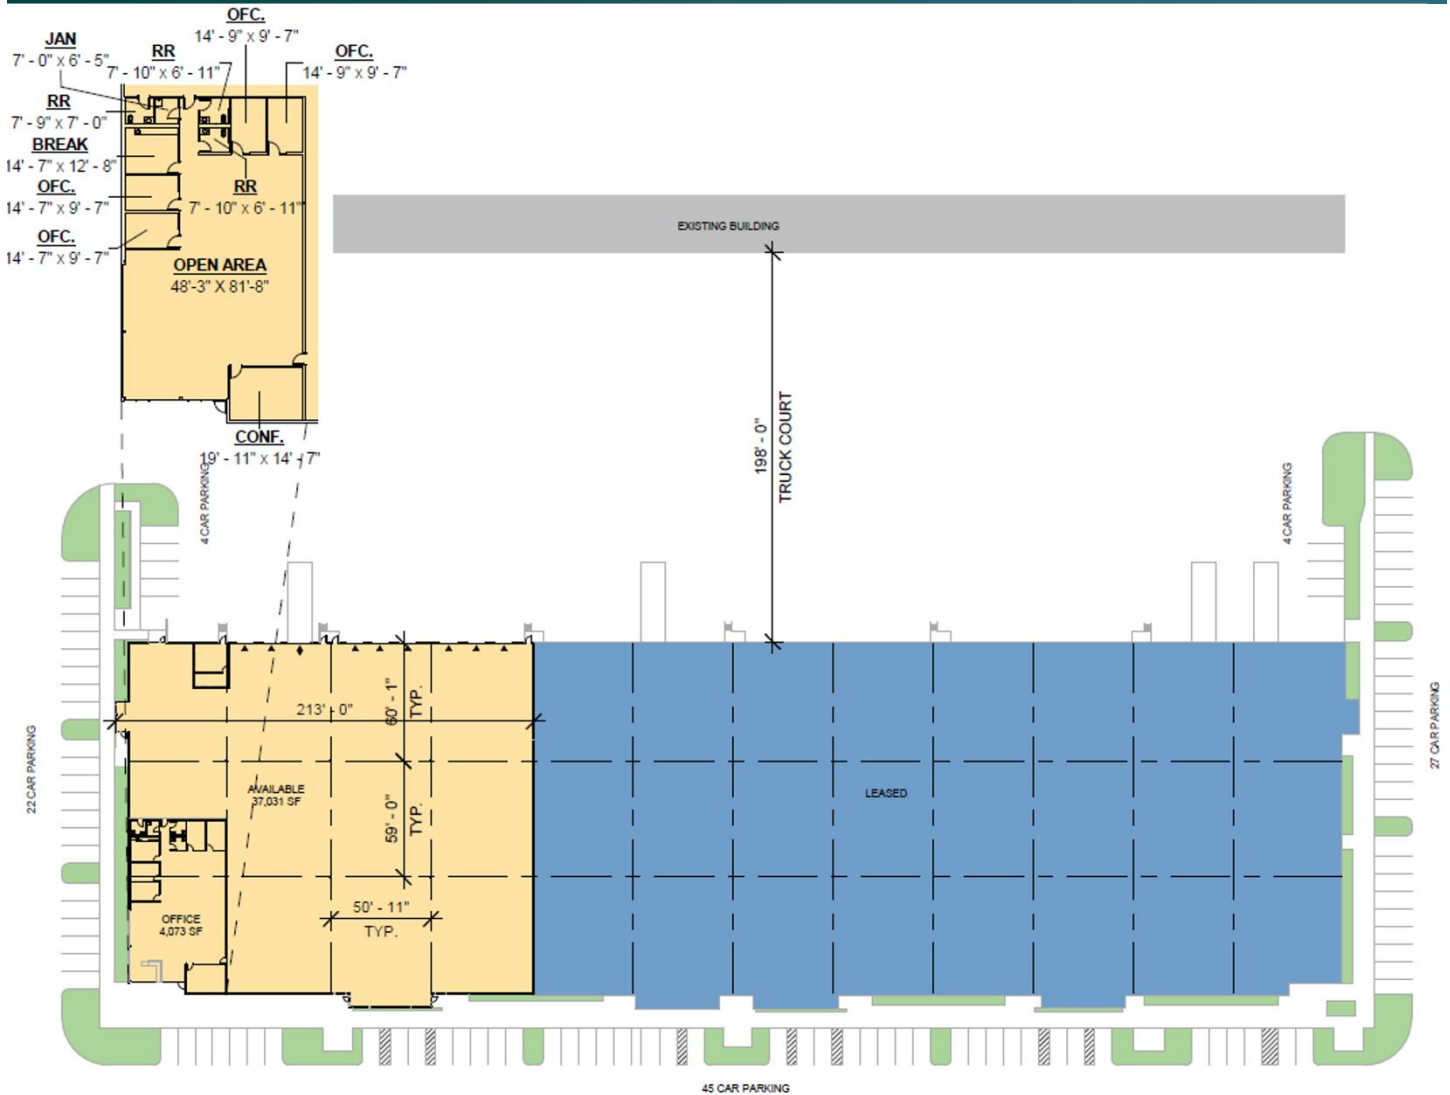 OFC.
14' - 9" x 9' - 7"
JAN
7' - 0" x 6' - 5"
RR
7' - 10" x 6' - 11"
OFC.
14' - 9" x 9' - 7"
RR
7' - 9" x 7' - 0"
BREAK
14' - 7" x 12' - 8"
OFC.
14' - 7" x 9' - 7"
RR
7' - 10" x 6' - 11"
OFC.
14' - 7" x 9' - 7"
OPEN AREA
48'-3" X 81'-8"
CONF.
19' - 11" x 14' - 7"
EXISTING BUILDING
198' - 0"
TRUCK COURT
4 CAR PARKING
4 CAR PARKING
213' - 0"
60' - 1"
TYP.
59' - 0"
TYP.
AVAILABLE
37,031 SF
LEASED
22 CAR PARKING
27 CAR PARKING
50' - 11"
TYP.
OFFICE
4,073 SF
45 CAR PARKING